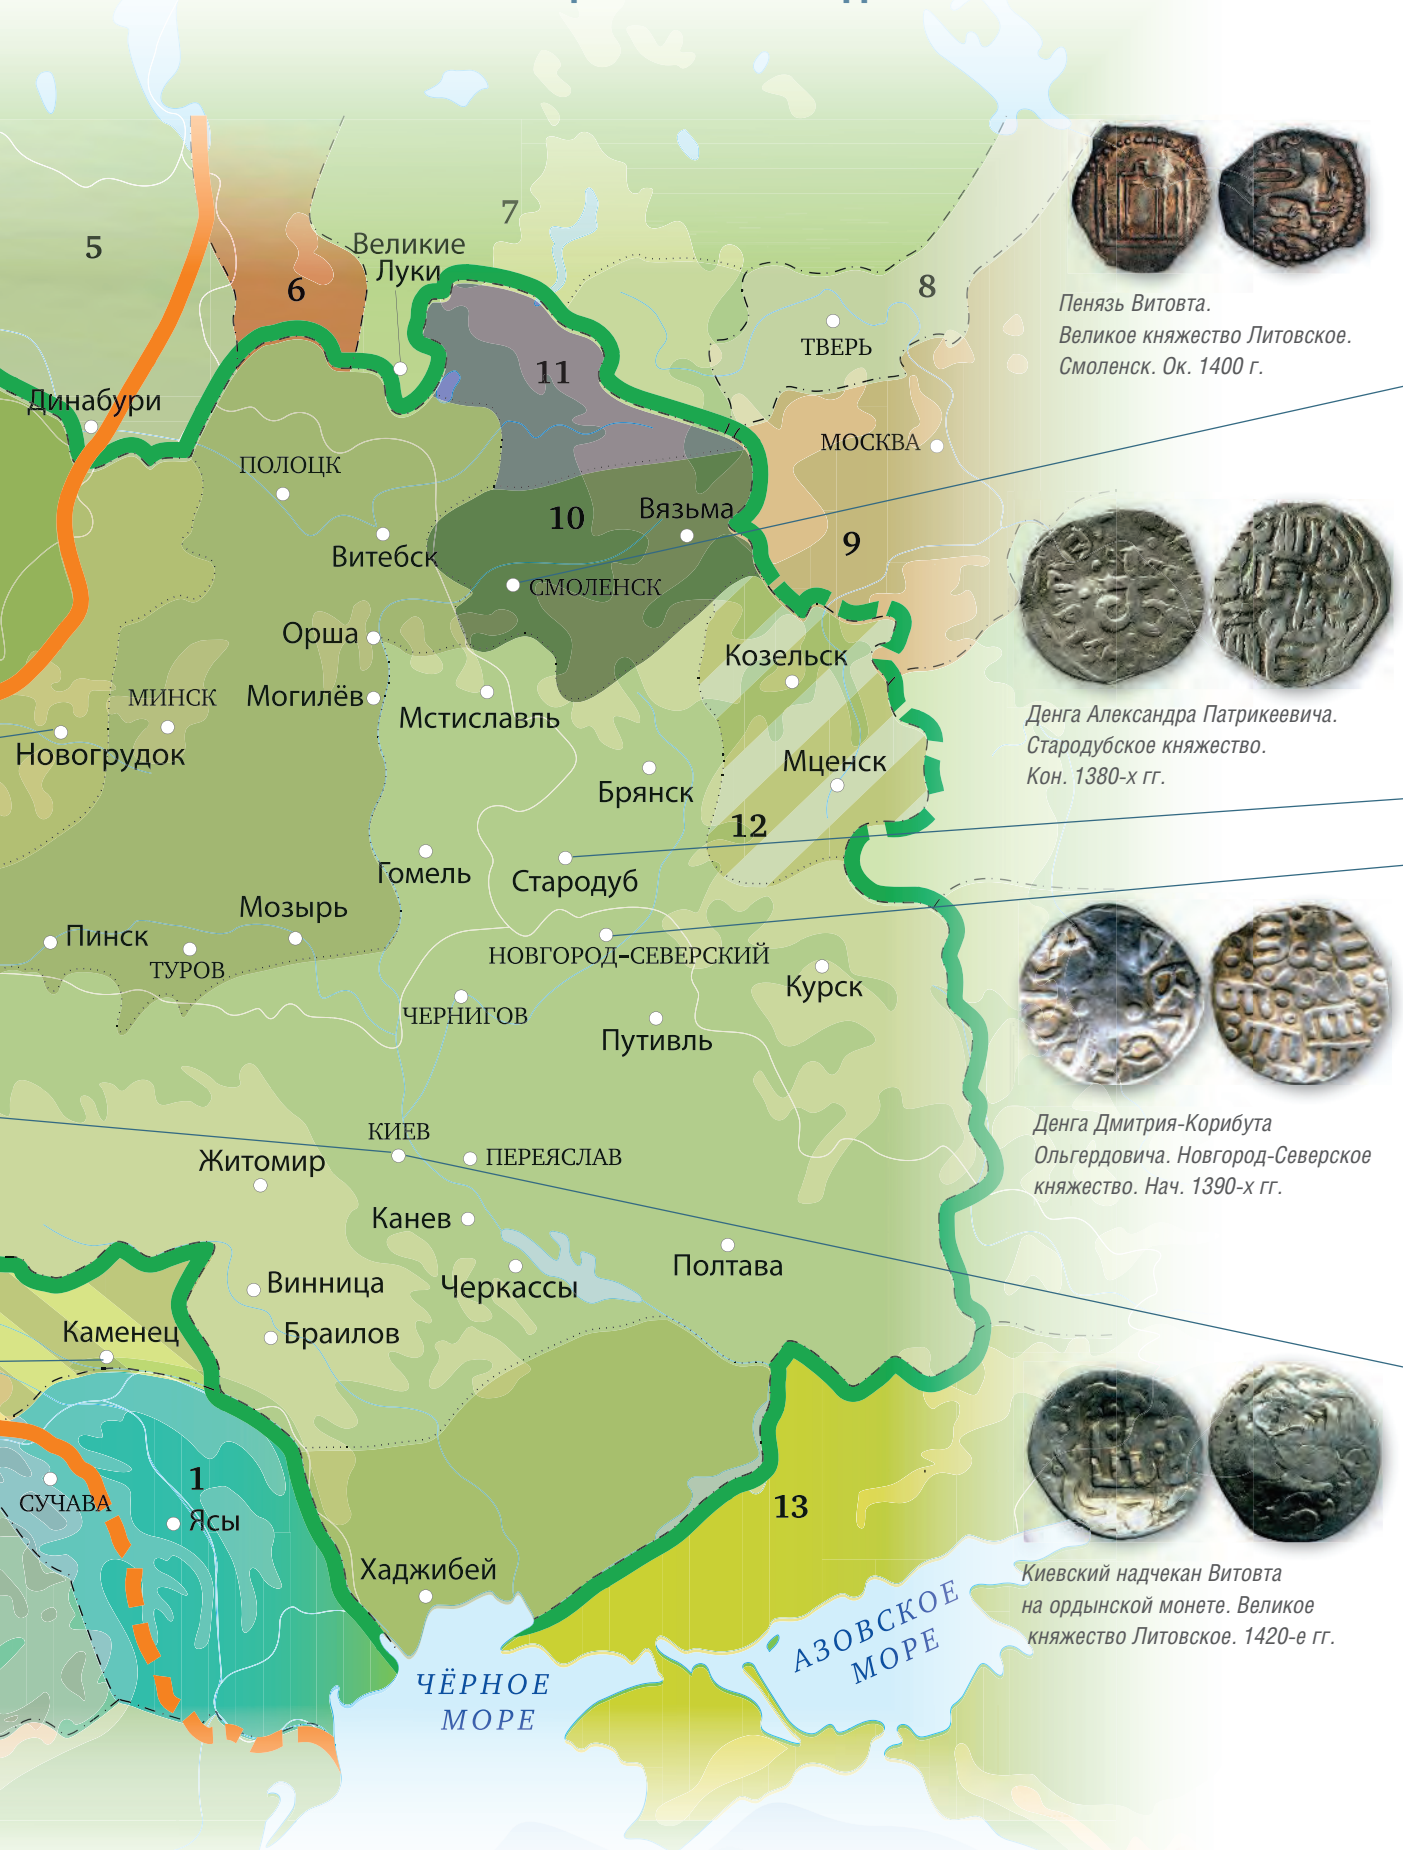 7
5
Великие
Луки
6
8
ТВЕРЬ
Пенязь Витовта.
Великое княжество Литовское.
Смоленск. Ок. 1400 г.
11
Динабури
МОСКВА
ПОЛОЦК
10
Вязьма
9
Витебск
СМОЛЕНСК
Орша
Козельск
МИНСК
Могилёв
Мстиславль
Новогрудок
Денга Александра Патрикеевича.
Стародубское княжество.
Кон. 1380-х гг.
Мценск
Брянск
12
Гомель
Стародуб
Мозырь
Пинск
ТУРОВ
НОВГОРОД–СЕВЕРСКИЙ
Курск
ЧЕРНИГОВ
Путивль
КИЕВ
Житомир
ПЕРЕЯСЛАВ
Денга Дмитрия-Корибута
Ольгердовича. Новгород-Северское
княжество. Нач. 1390-х гг.
Канев
Полтава
Винница
Черкассы
Каменец
Браилов
1
СУЧАВА
Ясы
13
Хаджибей
Киевский надчекан Витовта
на ордынской монете. Великое
княжество Литовское. 1420-е гг.
АЗОВСКОЕ
МОРЕ
ЧЁРНОЕ
МОРЕ